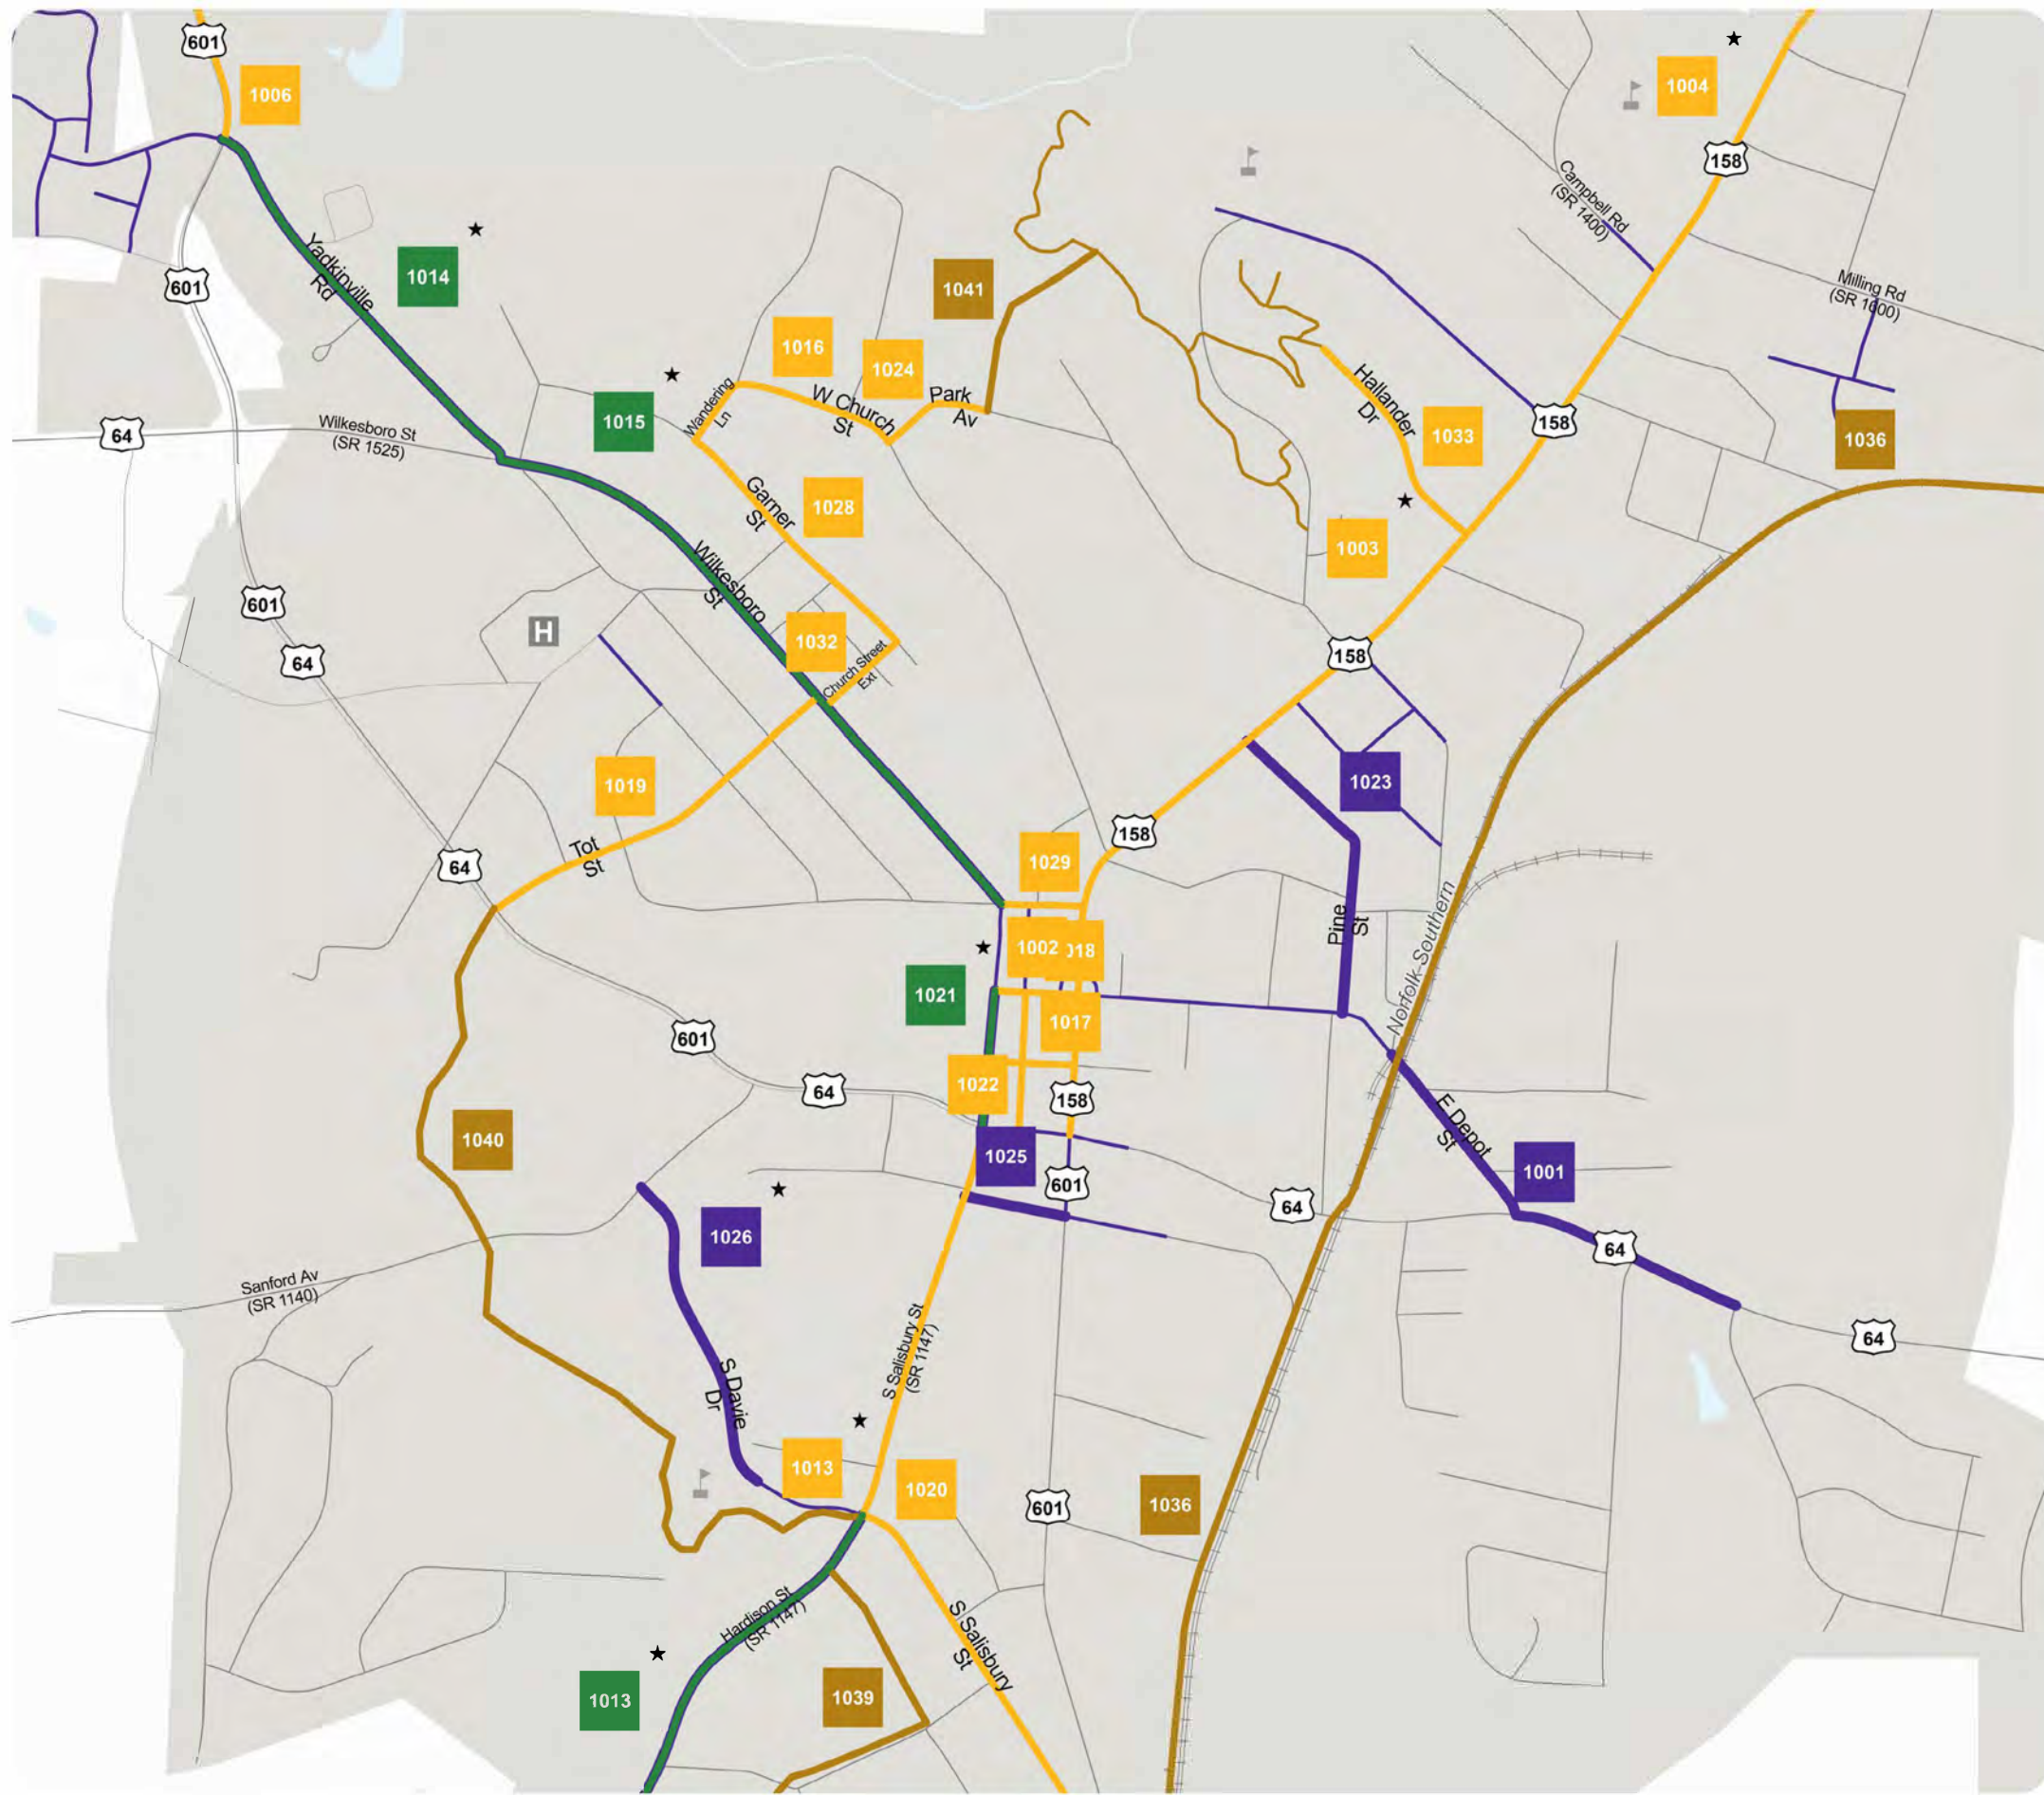 601
1006
1004
158
Campbell Rd
(SR 1400)
Yadkinville
Rd
1014
601
1041
Milling Rd
(SR 1600)
1016
1024
Wandering
Ln
W Church
St
Park
Av
Hallander
Dr
1033
158
1036
64
Wilkesboro St
(SR 1525)
1015
Garner
St
1028
1003
Wilkesboro
St
601
H
64
1032
Church Street
Ext
158
1019
1023
Tot
St
64
158
1029
Pine
St
Norfolk-Southern
1002
018
1021
1017
601
64
1022
158
E Depot
St
1040
1025
1001
601
64
1026
64
Sanford Av
(SR 1140)
64
S Salisbury St
(SR 1147)
S Davie
Dr
1013
1020
601
1036
Hardison St
(SR 1147)
S Salisbury
St
1013
1039